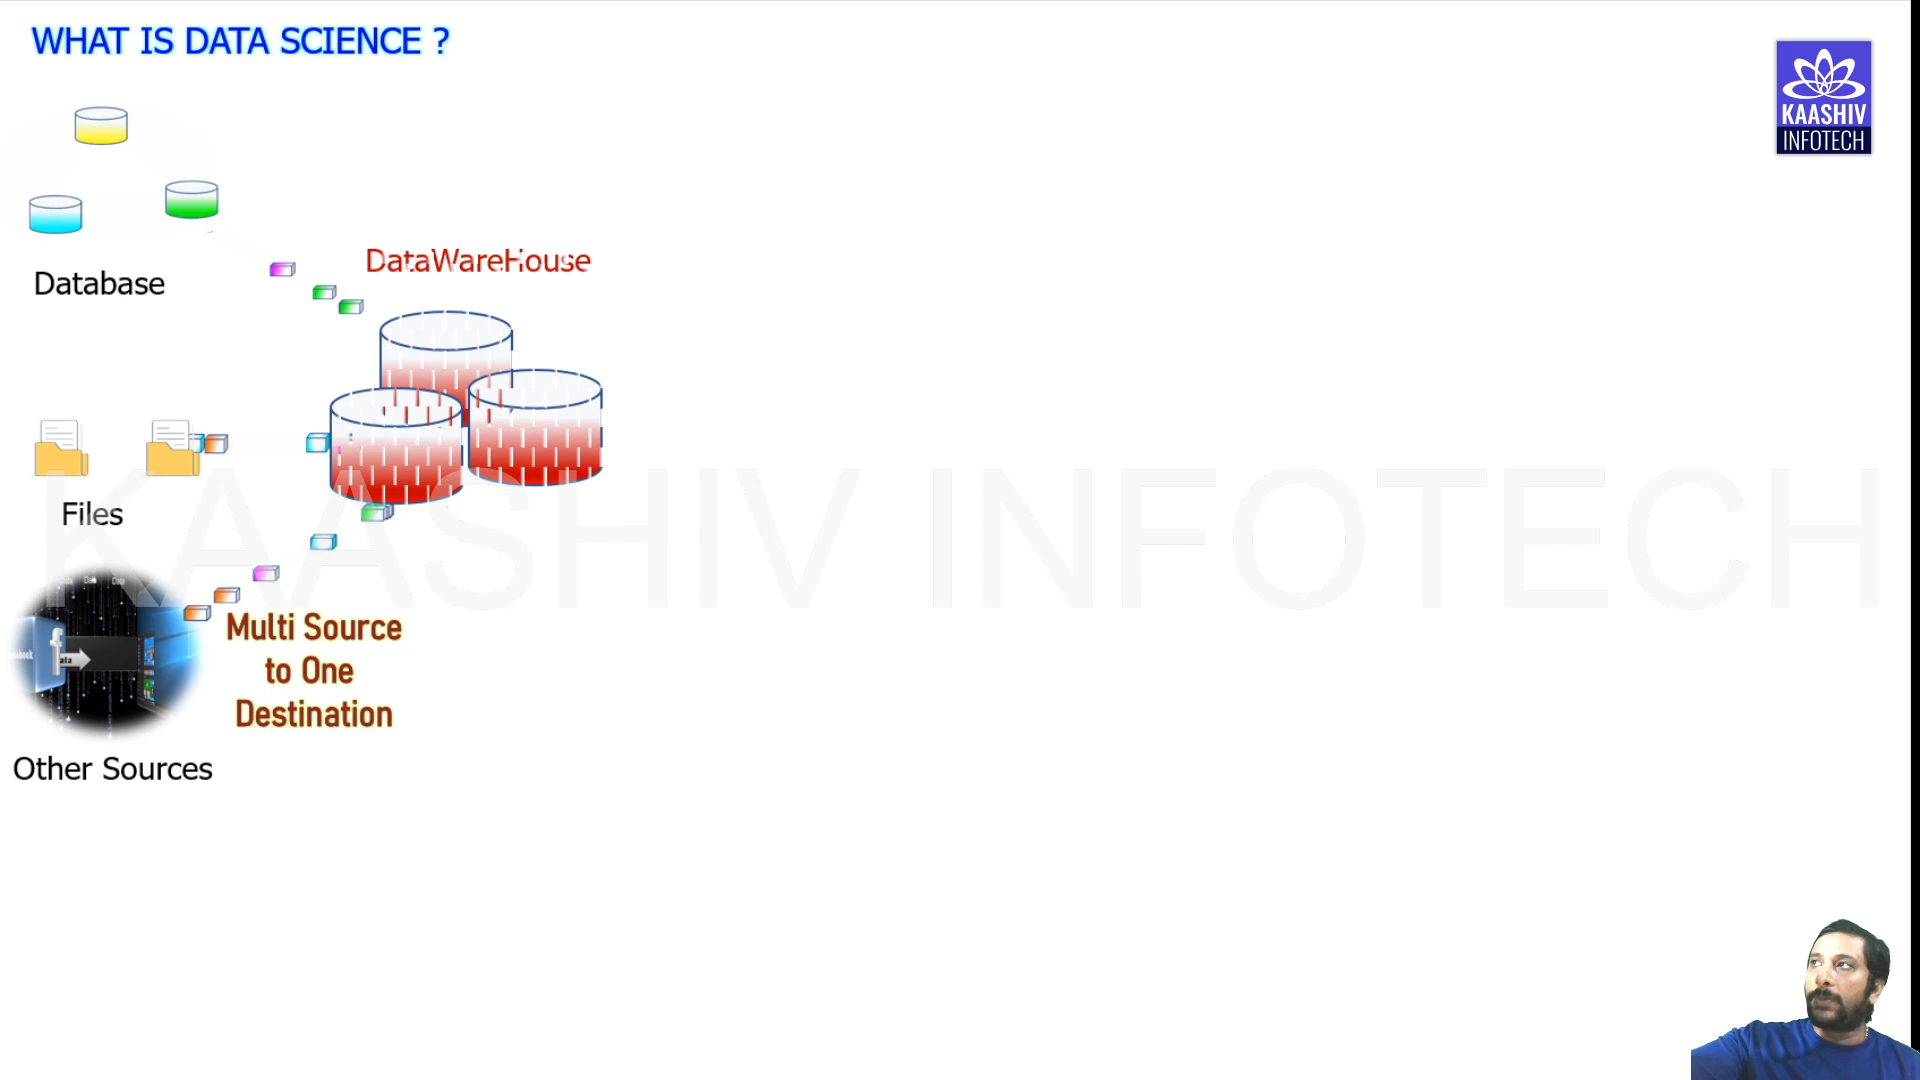 WHAT IS DATA SCIENCE ?
KAASHIV
INFOTECH
DataWareHouse
Database
Files
KAASHIV INFOTECH
Multi Source
to One
Destination
Other Sources